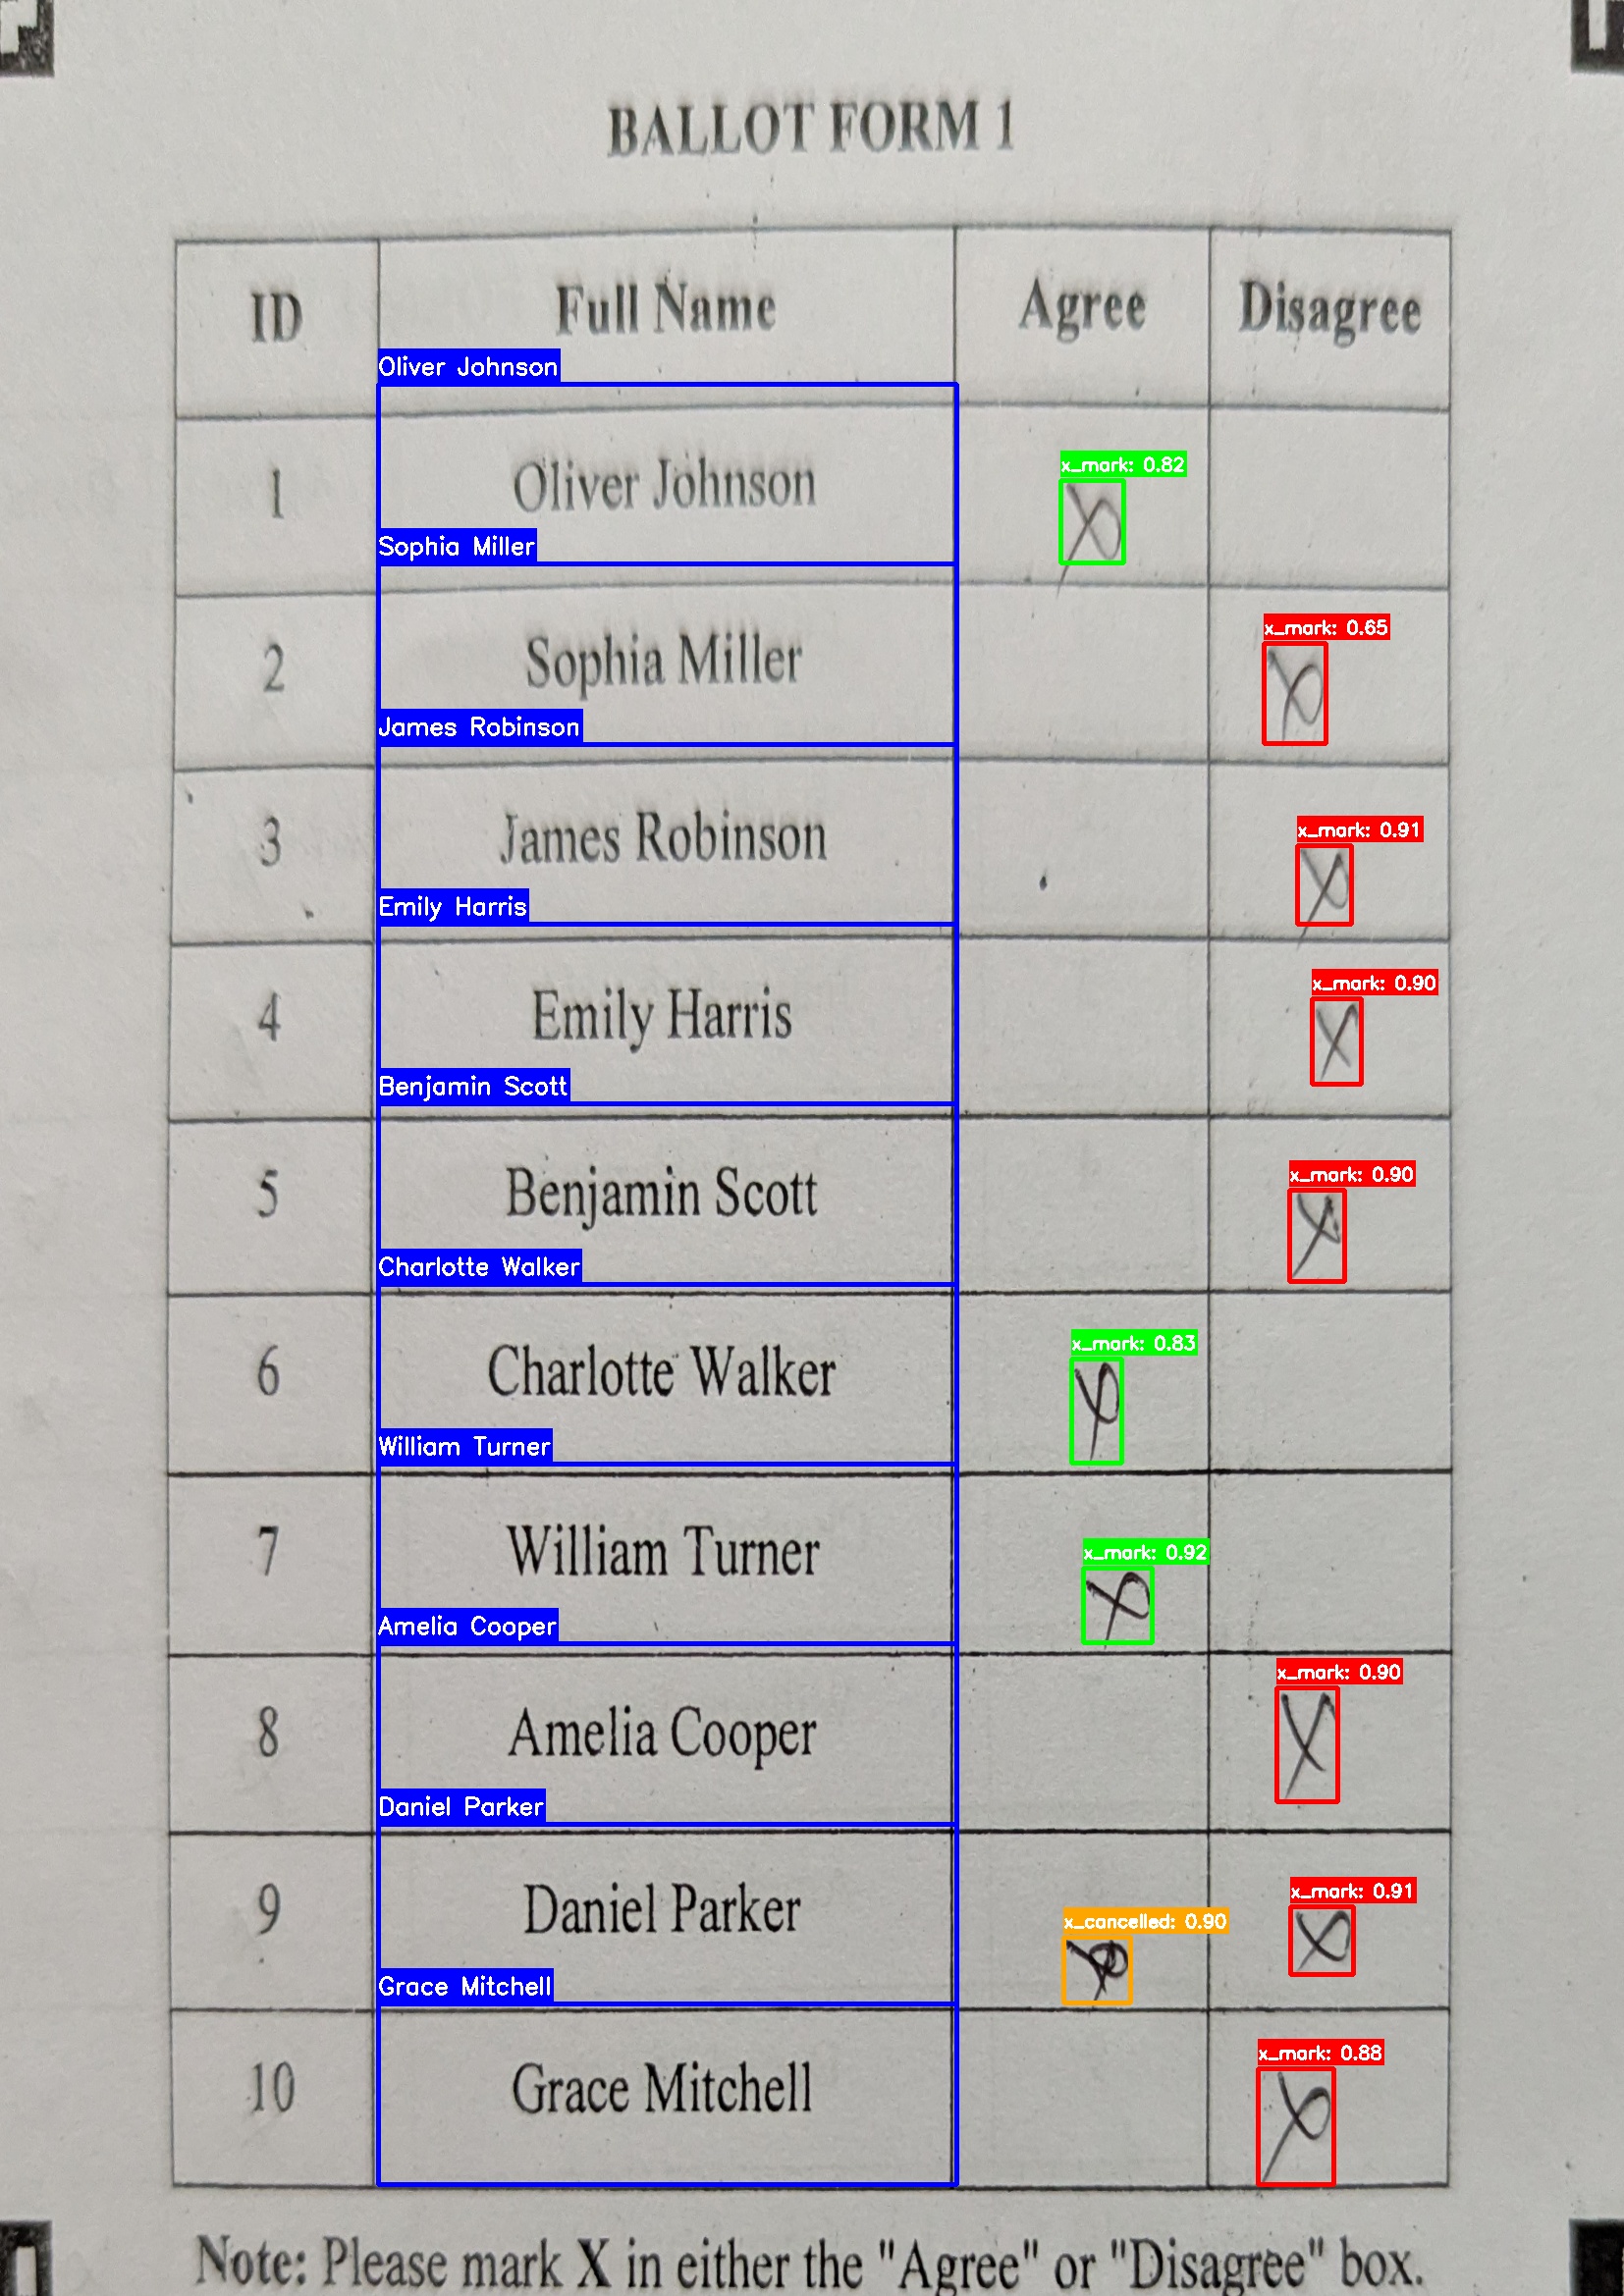 BALLOT FORM 1
ID Full Name Agree Disagree
Oliver Johnson
1 Oliver Johnson x_mark: 0.82
Sophia Miller
2 Sophia Miller x_mark: 0.65
James Robinson
3 James Robinson x_mark: 0.91
Emily Harris
4 Emily Harris x_mark: 0.90
Benjamin Scott
5 Benjamin Scott x_mark: 0.90
Charlotte Walker
6 Charlotte Walker x_mark: 0.83
William Turner
7 William Turner x_mark: 0.92
Amelia Cooper
8 Amelia Cooper x_mark: 0.90
Daniel Parker
9 Daniel Parker x_cancelled: 0.90 x_mark: 0.91
Grace Mitchell
10 Grace Mitchell x_mark: 0.88
Note: Please mark X in either the "Agree" or "Disagree" box.